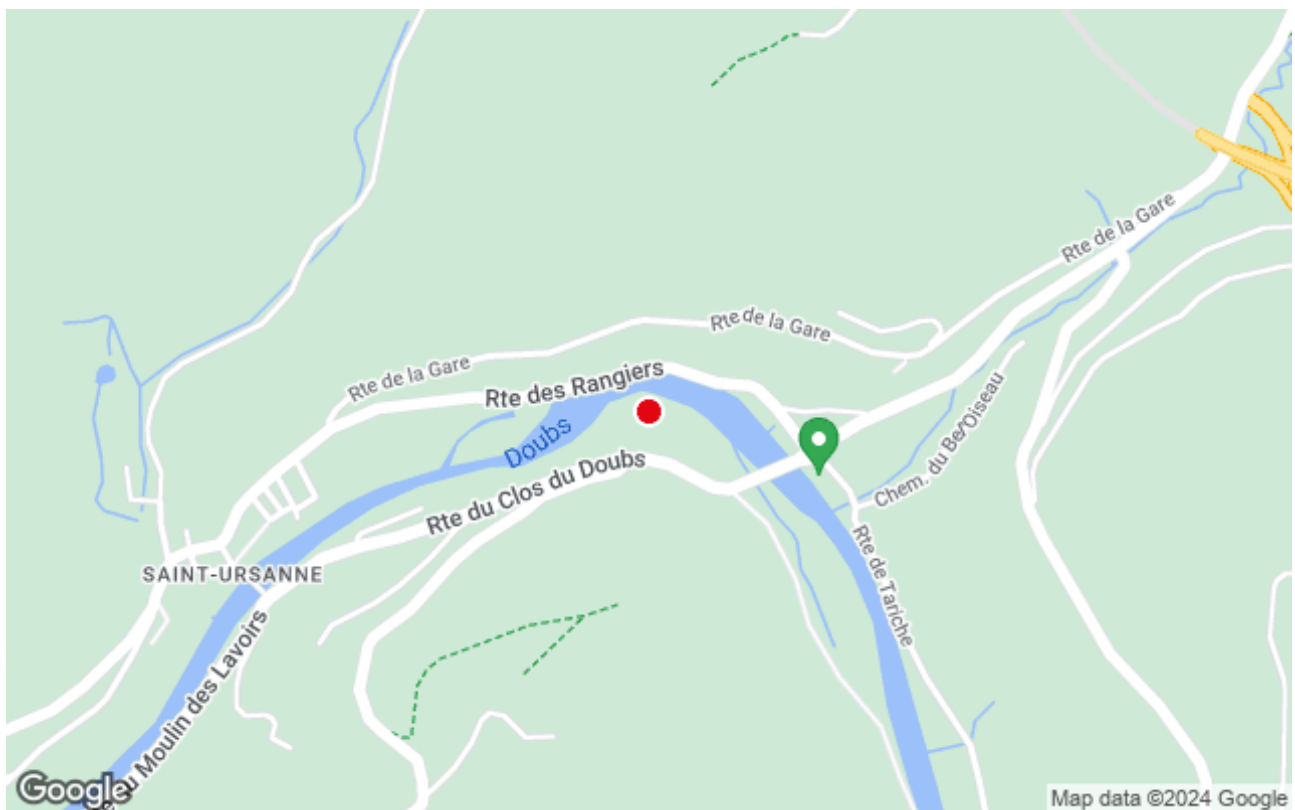 Rte de la Gare
Rte de la Gare
Rte de la Gare
Rte des Rangiers
Doubs
Chem. du Bel Oiseau
Rte du Clos du Doubs
Rte de Tariche
SAINT-URSANNE
du Moulin des Lavoirs
Google
Map data ©2024 Google